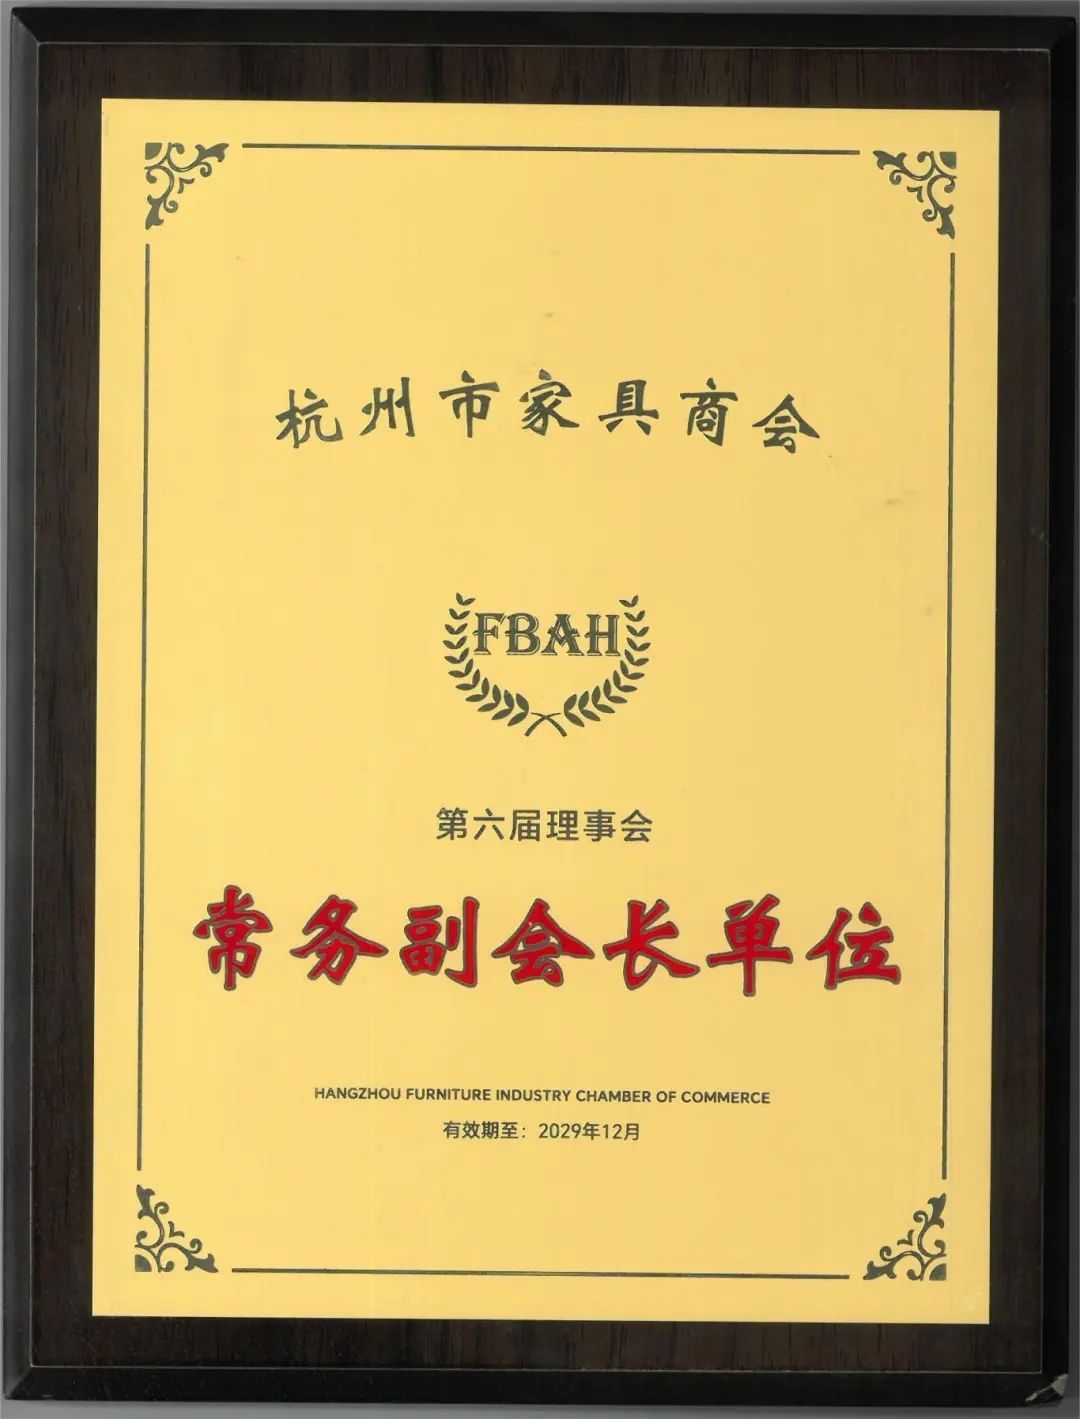 杭州市家具商会
FBAH
第六届理事会
常务副会长单位
HANGZHOU FURNITURE INDUSTRY CHAMBER OF COMMERCE
有效期至：2029年12月